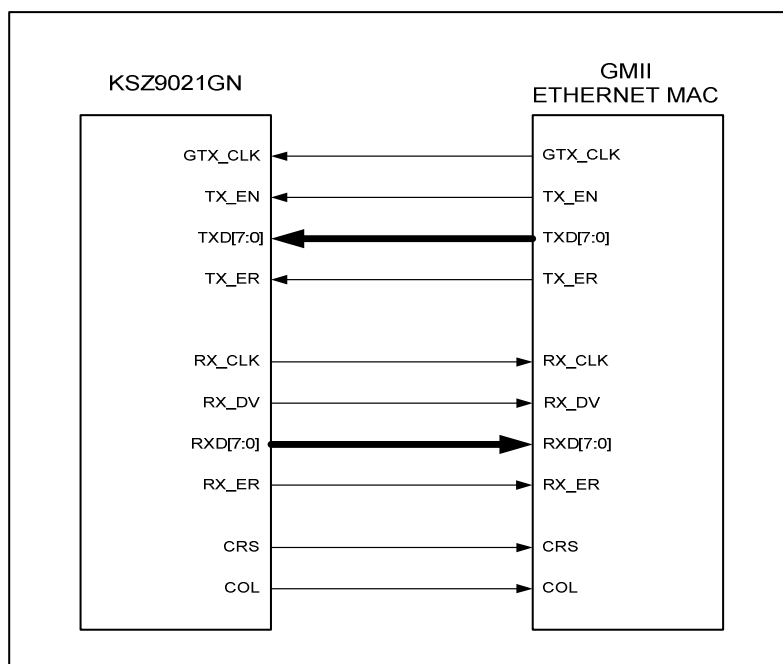 KSZ9021GN
GMII
ETHERNET MAC
GTX_CLK GTX_CLK
TX_EN TX_EN
TXD[7:0] TXD[7:0]
TX_ER TX_ER
RX_CLK RX_CLK
RX_DV RX_DV
RXD[7:0] RXD[7:0]
RX_ER RX_ER
CRS CRS
COL COL